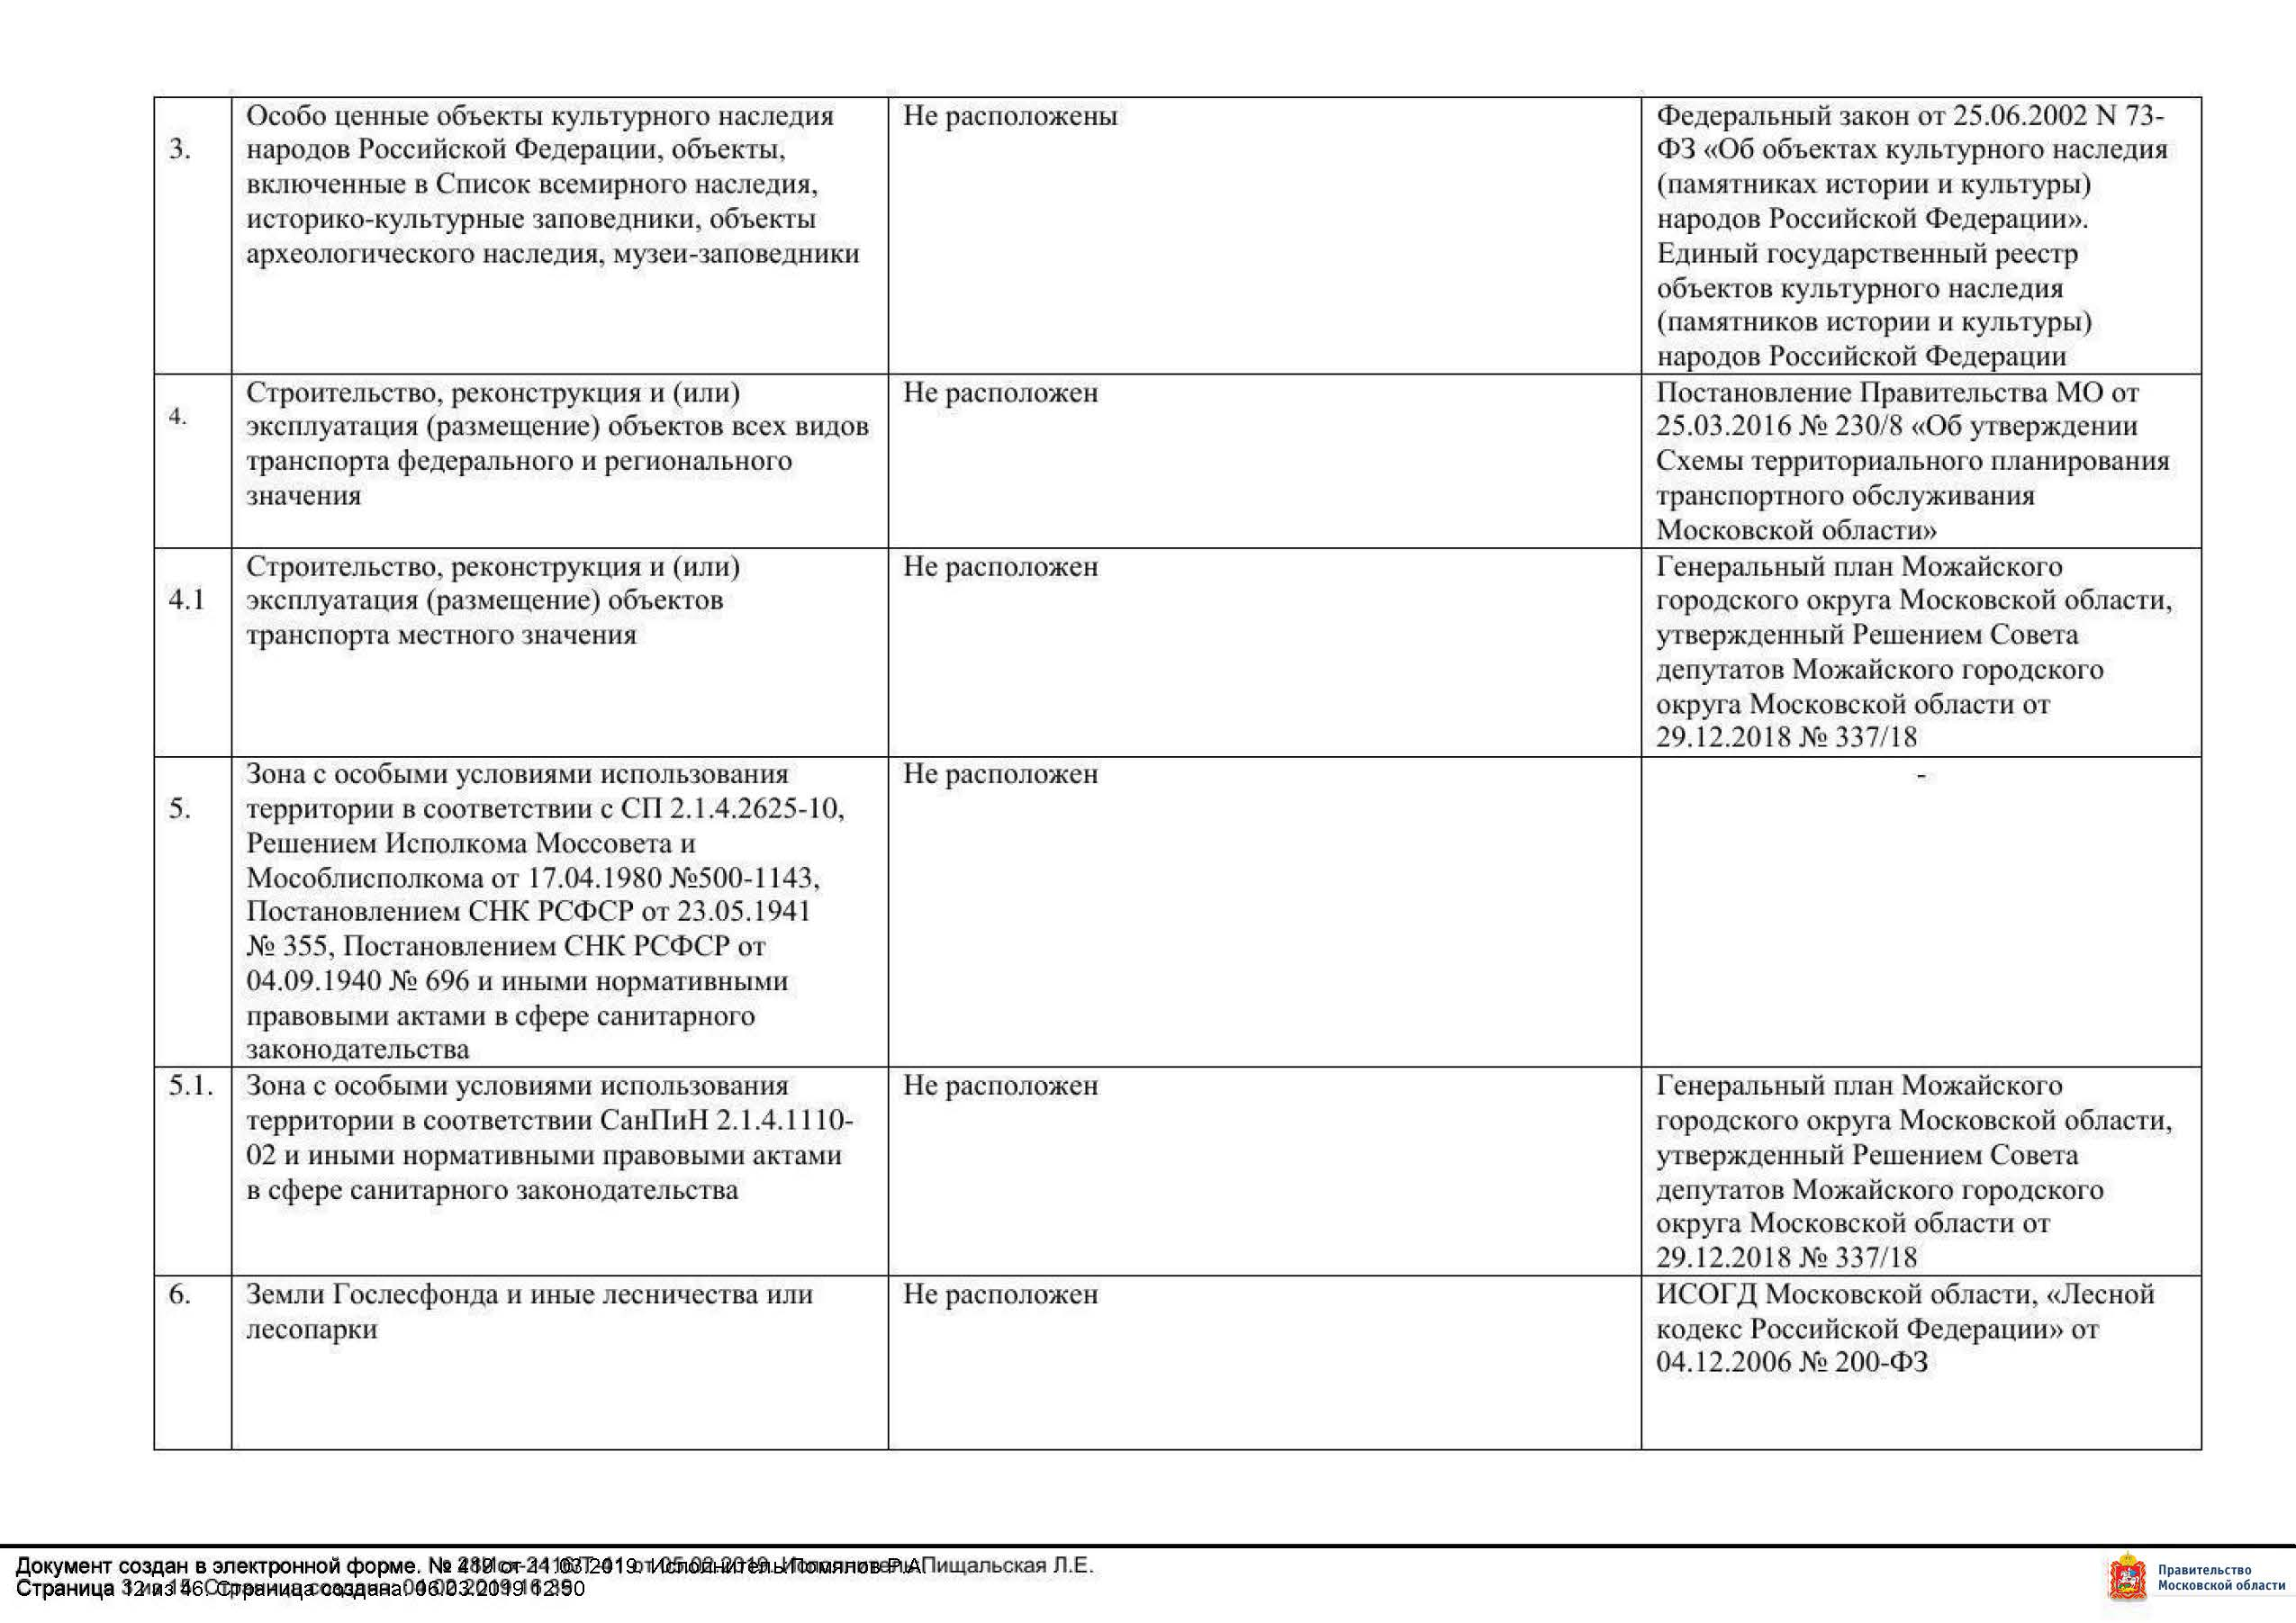 3.
Особо ценные объекты культурного наследия
народов Российской Федерации, объекты,
включенные в Список всемирного наследия,
историко-культурные заповедники, объекты
археологического наследия, музеи-заповедники
Не расположены
Федеральный закон от 25.06.2002 N 73-
ФЗ «Об объектах культурного наследия
(памятниках истории и культуры)
народов Российской Федерации».
Единый государственный реестр
объектов культурного наследия
(памятников истории и культуры)
народов Российской Федерации
4.
Строительство, реконструкция и (или)
эксплуатация (размещение) объектов всех видов
транспорта федерального и регионального
значения
Не расположен
Постановление Правительства МО от
25.03.2016 № 230/8 «Об утверждении
Схемы территориального планирования
транспортного обслуживания
Московской области»
4.1
Строительство, реконструкция и (или)
эксплуатация (размещение) объектов
транспорта местного значения
Не расположен
Генеральный план Можайского
городского округа Московской области,
утвержденный Решением Совета
депутатов Можайского городского
округа Московской области от
29.12.2018 № 337/18
5.
Зона с особыми условиями использования
территории в соответствии с СП 2.1.4.2625-10,
Решением Исполкома Моссовета и
Мособлисполкома от 17.04.1980 №500-1143,
Постановлением СНК РСФСР от 23.05.1941
№ 355, Постановлением СНК РСФСР от
04.09.1940 № 696 и иными нормативными
правовыми актами в сфере санитарного
законодательства
Не расположен
-
5.1.
Зона с особыми условиями использования
территории в соответствии СанПиН 2.1.4.1110-
02 и иными нормативными правовыми актами
в сфере санитарного законодательства
Не расположен
Генеральный план Можайского
городского округа Московской области,
утвержденный Решением Совета
депутатов Можайского городского
округа Московской области от
29.12.2018 № 337/18
6.
Земли Гослесфонда и иные лесничества или
лесопарки
Не расположен
ИСОГД Московской области, «Лесной
кодекс Российской Федерации» от
04.12.2006 № 200-ФЗ
Документ создан в электронной форме. № Пищальская Л.Е.
Страница
Правительство
Московской области